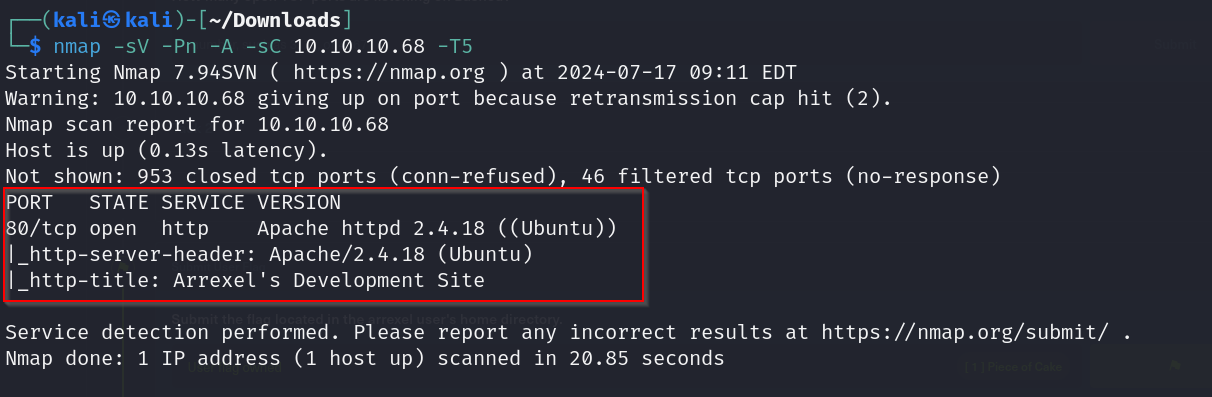 ┌──(kali㉿kali)-[~/Downloads]
└─$ nmap -sV -Pn -A -sC 10.10.10.68 -T5
Starting Nmap 7.94SVN ( https://nmap.org ) at 2024-07-17 09:11 EDT
Warning: 10.10.10.68 giving up on port because retransmission cap hit (2).
Nmap scan report for 10.10.10.68
Host is up (0.13s latency).
Not shown: 953 closed tcp ports (conn-refused), 46 filtered tcp ports (no-response)
PORT   STATE SERVICE VERSION
80/tcp open  http    Apache httpd 2.4.18 ((Ubuntu))
|_http-server-header: Apache/2.4.18 (Ubuntu)
|_http-title: Arrexel's Development Site
Submit the flag located in the arrexel user's home directory.
Service detection performed. Please report any incorrect results at https://nmap.org/submit/ .
Nmap done: 1 IP address (1 host up) scanned in 20.85 seconds
[ 1 ] Piece of Cake